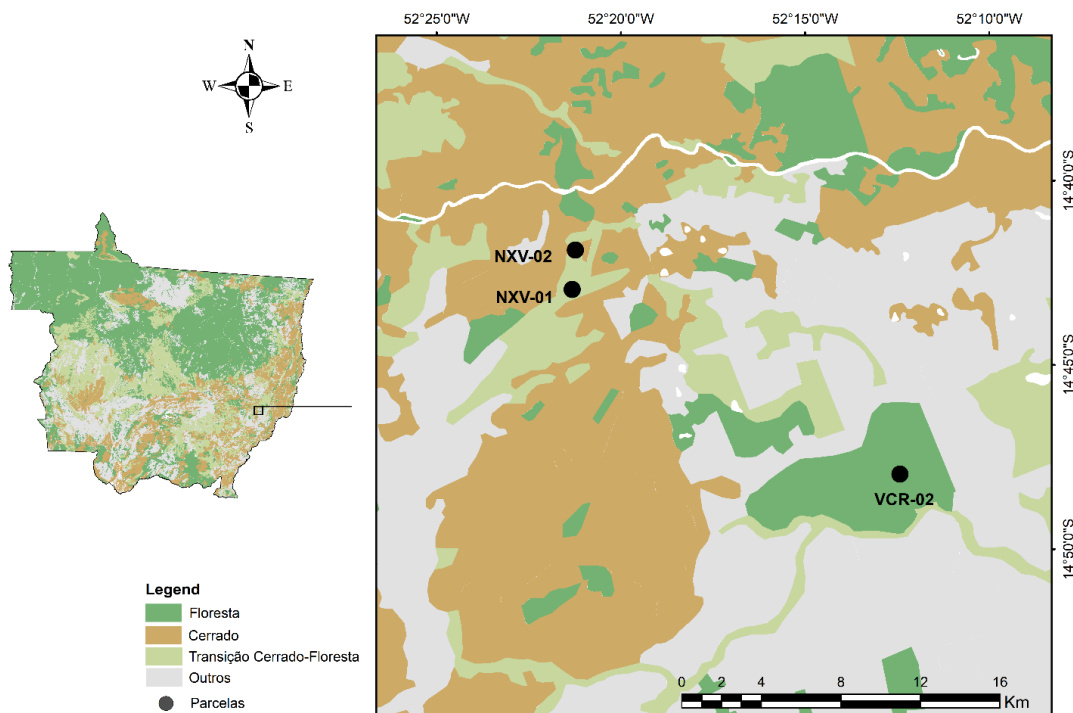 52°25'0"W
52°20'0"W
52°15'0"W
52°10'0"W
N
W
E
S
14°40'0"S
NXV-02
NXV-01
14°45'0"S
VCR-02
14°50'0"S
Legend
Floresta
Cerrado
Transição Cerrado-Floresta
Outros
Parcelas
0 1 2 4 8 12 16
Km